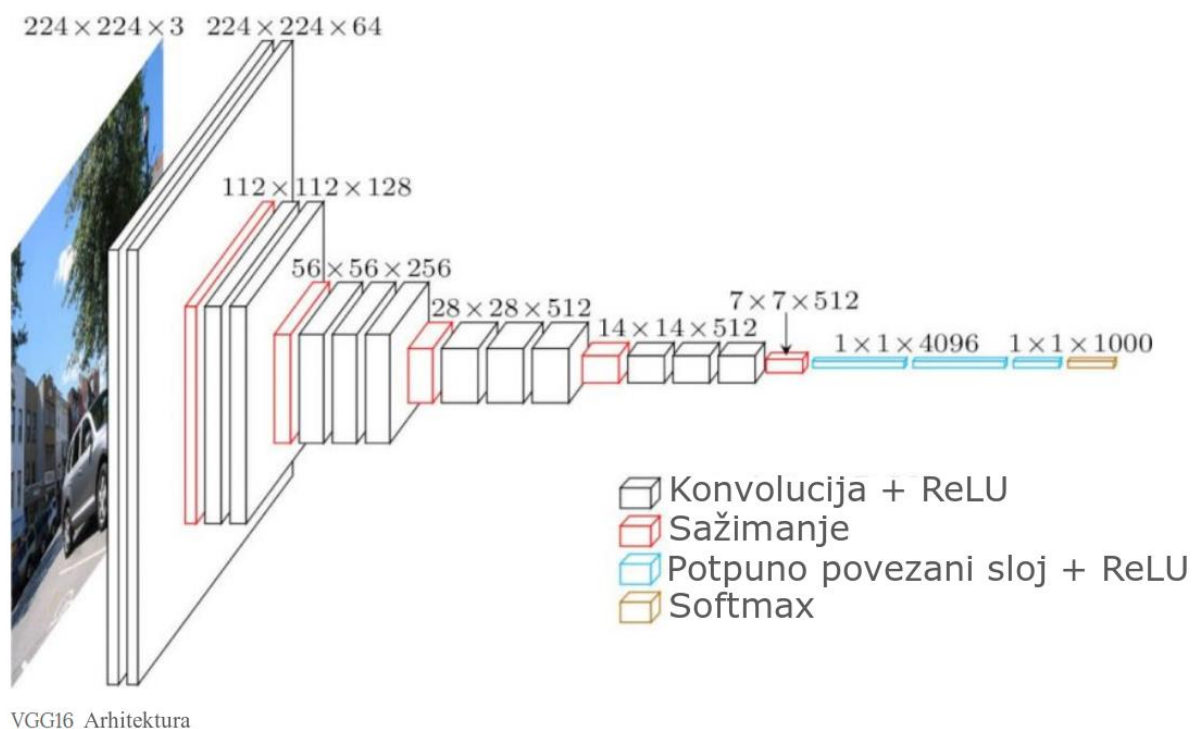 224 × 224 × 3
224 × 224 × 64
112 × 112 × 128
56 × 56 × 256
28 × 28 × 512
14 × 14 × 512
7 × 7 × 512
1 × 1 × 4096
1 × 1 × 1000
Konvolucija + ReLU
Sažimanje
Potpuno povezani sloj + ReLU
Softmax
VGG16 Arhitektura